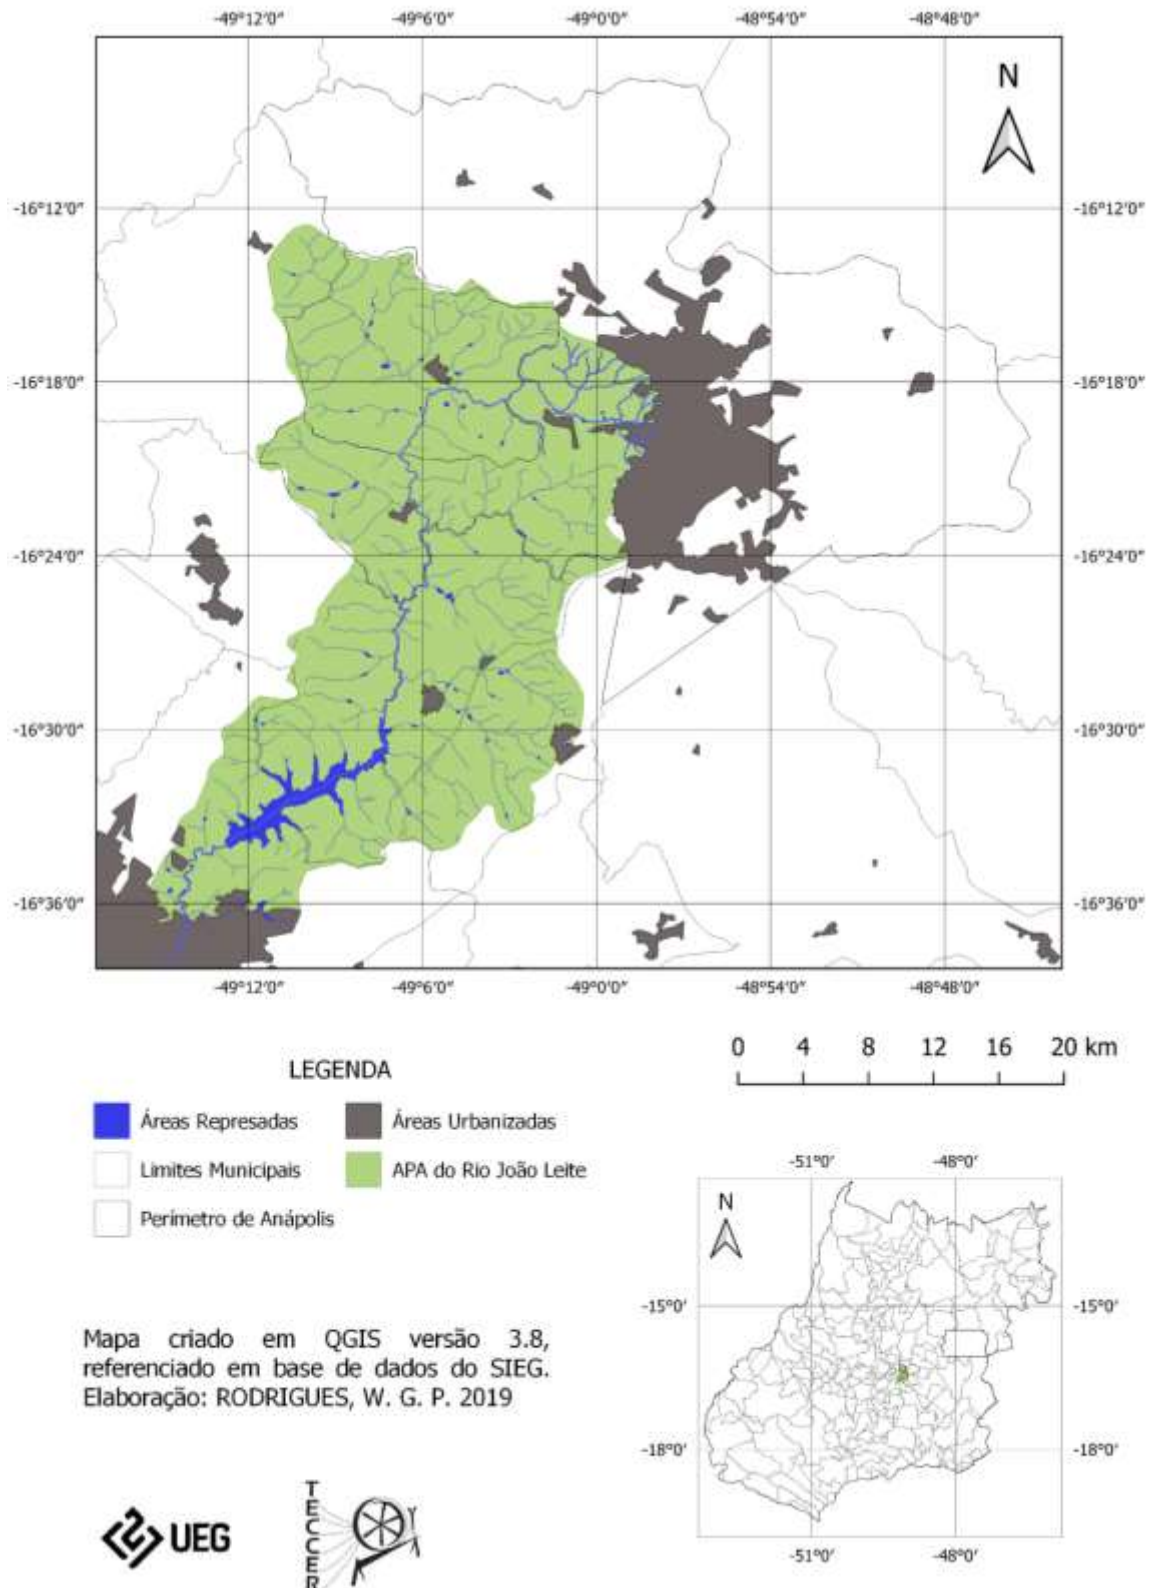 -49°12'0" -49°6'0" -49°0'0" -48°54'0" -48°48'0"
N
-16°12'0" -16°12'0"
-16°18'0" -16°18'0"
-16°24'0" -16°24'0"
-16°30'0" -16°30'0"
-16°36'0" -16°36'0"
-49°12'0" -49°6'0" -49°0'0" -48°54'0" -48°48'0"
0 4 8 12 16 20 km
LEGENDA
Áreas Represadas Áreas Urbanizadas
Limites Municipais APA do Rio João Leite
Perímetro de Anápolis
-51°0' -48°0'
N
-15°0' -15°0'
-18°0' -18°0'
-51°0' -48°0'
Mapa criado em QGIS versão 3.8,
referenciado em base de dados do SIEG.
Elaboração: RODRIGUES, W. G. P. 2019
UEG
TECCER